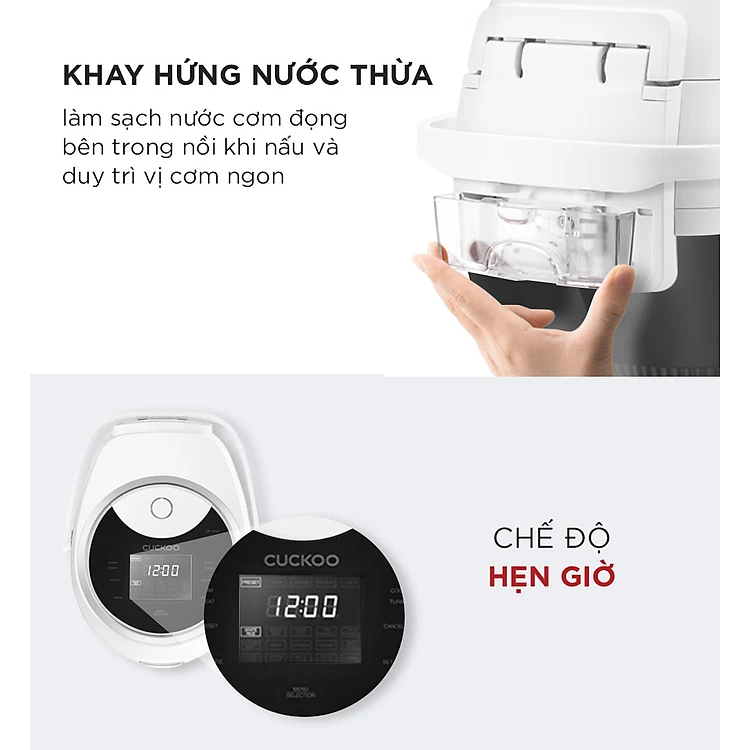 KHAY HỨNG NƯỚC THỪA
làm sạch nước cơm đọng
bên trong nồi khi nấu và
duy trì vị cơm ngon
CUCKOO
12:00
CUCKOO
PRESET
12:00
CANCEL
MENU
SELECTION
CHẾ ĐỘ
HẸN GIỜ